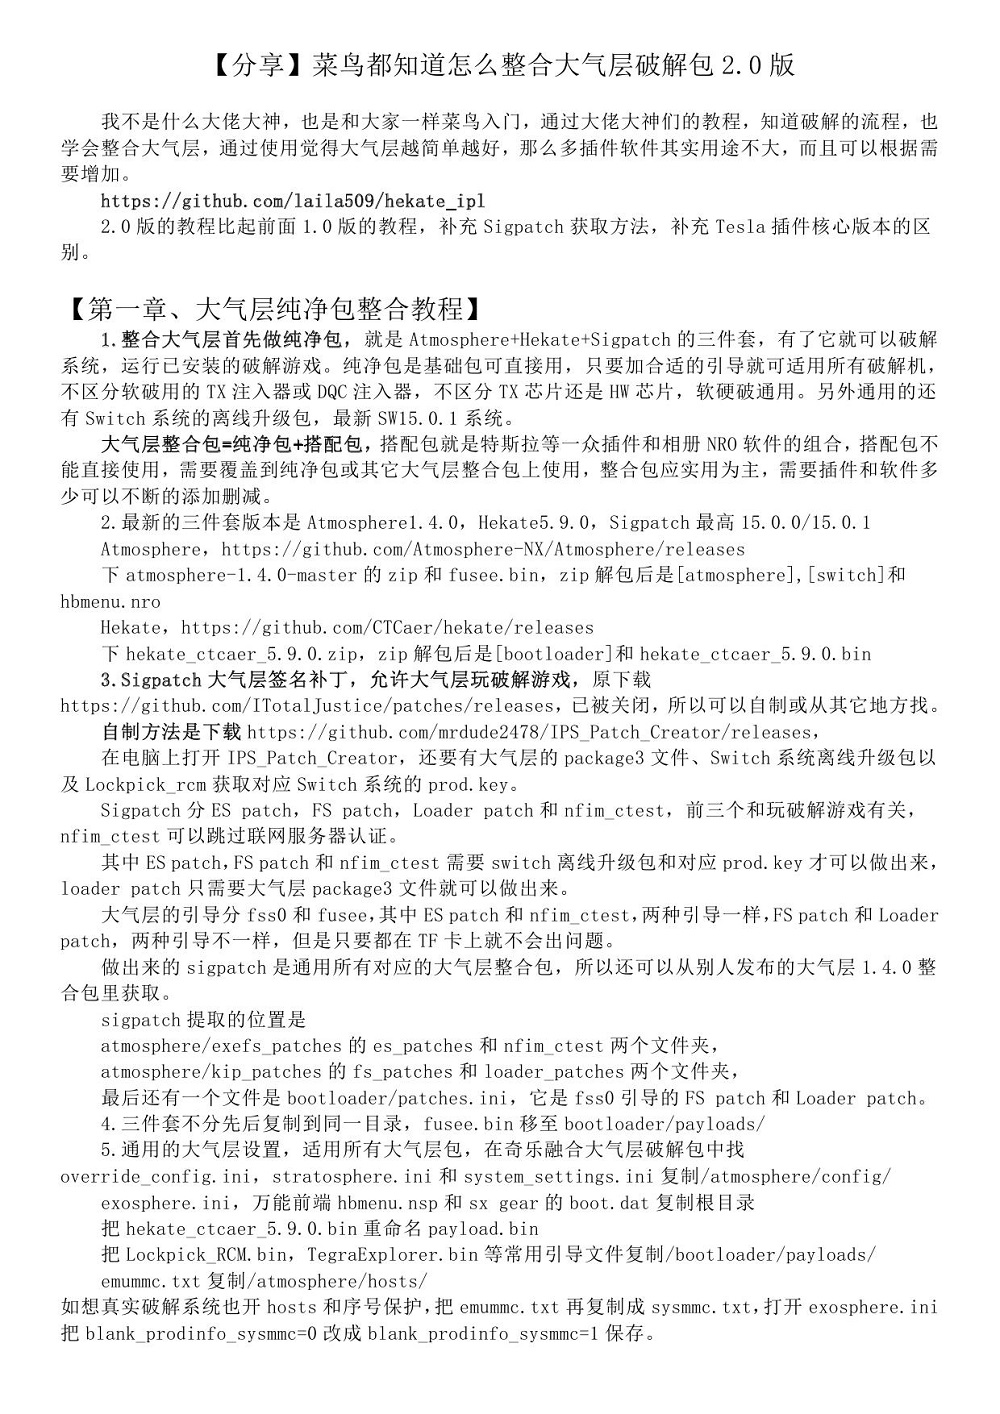 【分享】菜鸟都知道怎么整合大气层破解包 2.0 版
我不是什么大佬大神，也是和大家一样菜鸟入门，通过大佬大神们的教程，知道破解的流程，也
学会整合大气层，通过使用觉得大气层越简单越好，那么多插件软件其实用途不大，而且可以根据需
要增加。
https://github.com/laila509/hekate_ipl
2.0 版的教程比起前面 1.0 版的教程，补充 Sigpatch 获取方法，补充 Tesla 插件核心版本的区
别。
【第一章、大气层纯净包整合教程】
1.整合大气层首先做纯净包，就是 Atmosphere+Hekate+Sigpatch 的三件套，有了它就可以破解
系统，运行已安装的破解游戏。纯净包是基础包可直接用，只要加合适的引导就可适用所有破解机，
不区分软破用的 TX 注入器或 DQC 注入器，不区分 TX 芯片还是 HW 芯片，软硬破通用。另外通用的还
有 Switch 系统的离线升级包，最新 SW15.0.1 系统。
大气层整合包=纯净包+搭配包，搭配包就是特斯拉等一众插件和相册 NRO 软件的组合，搭配包不
能直接使用，需要覆盖到纯净包或其它大气层整合包上使用，整合包应实用为主，需要插件和软件多
少可以不断的添加删减。
2.最新的三件套版本是 Atmosphere1.4.0，Hekate5.9.0，Sigpatch 最高 15.0.0/15.0.1
Atmosphere，https://github.com/Atmosphere-NX/Atmosphere/releases
下 atmosphere-1.4.0-master 的 zip 和 fusee.bin，zip 解包后是[atmosphere],[switch]和
hbmenu.nro
Hekate，https://github.com/CTCaer/hekate/releases
下 hekate_ctcaer_5.9.0.zip，zip 解包后是[bootloader]和 hekate_ctcaer_5.9.0.bin
3.Sigpatch 大气层签名补丁，允许大气层玩破解游戏，原下载
https://github.com/ITotalJustice/patches/releases，已被关闭，所以可以自制或从其它地方找。
自制方法是下载 https://github.com/mrdude2478/IPS_Patch_Creator/releases，
在电脑上打开 IPS_Patch_Creator，还要有大气层的 package3 文件、Switch 系统离线升级包以
及 Lockpick_rcm 获取对应 Switch 系统的 prod.key。
Sigpatch 分 ES patch，FS patch，Loader patch 和 nfim_ctest，前三个和玩破解游戏有关，
nfim_ctest 可以跳过联网服务器认证。
其中 ES patch，FS patch 和 nfim_ctest 需要 switch 离线升级包和对应 prod.key 才可以做出来，
loader patch 只需要大气层 package3 文件就可以做出来。
大气层的引导分 fss0 和 fusee，其中 ES patch 和 nfim_ctest，两种引导一样，FS patch 和 Loader
patch，两种引导不一样，但是只要都在 TF 卡上就不会出问题。
做出来的 sigpatch 是通用所有对应的大气层整合包，所以还可以从别人发布的大气层 1.4.0 整
合包里获取。
sigpatch 提取的位置是
atmosphere/exefs_patches 的 es_patches 和 nfim_ctest 两个文件夹，
atmosphere/kip_patches 的 fs_patches 和 loader_patches 两个文件夹，
最后还有一个文件是 bootloader/patches.ini，它是 fss0 引导的 FS patch 和 Loader patch。
4.三件套不分先后复制到同一目录，fusee.bin 移至 bootloader/payloads/
5.通用的大气层设置，适用所有大气层包，在奇乐融合大气层破解包中找
override_config.ini，stratosphere.ini 和 system_settings.ini 复制/atmosphere/config/
exosphere.ini，万能前端 hbmenu.nsp 和 sx gear 的 boot.dat 复制根目录
把 hekate_ctcaer_5.9.0.bin 重命名 payload.bin
把 Lockpick_RCM.bin，TegraExplorer.bin 等常用引导文件复制/bootloader/payloads/
emummc.txt 复制/atmosphere/hosts/
如想真实破解系统也开 hosts 和序号保护，把 emummc.txt 再复制成 sysmmc.txt，打开 exosphere.ini
把 blank_prodinfo_sysmmc=0 改成 blank_prodinfo_sysmmc=1 保存。